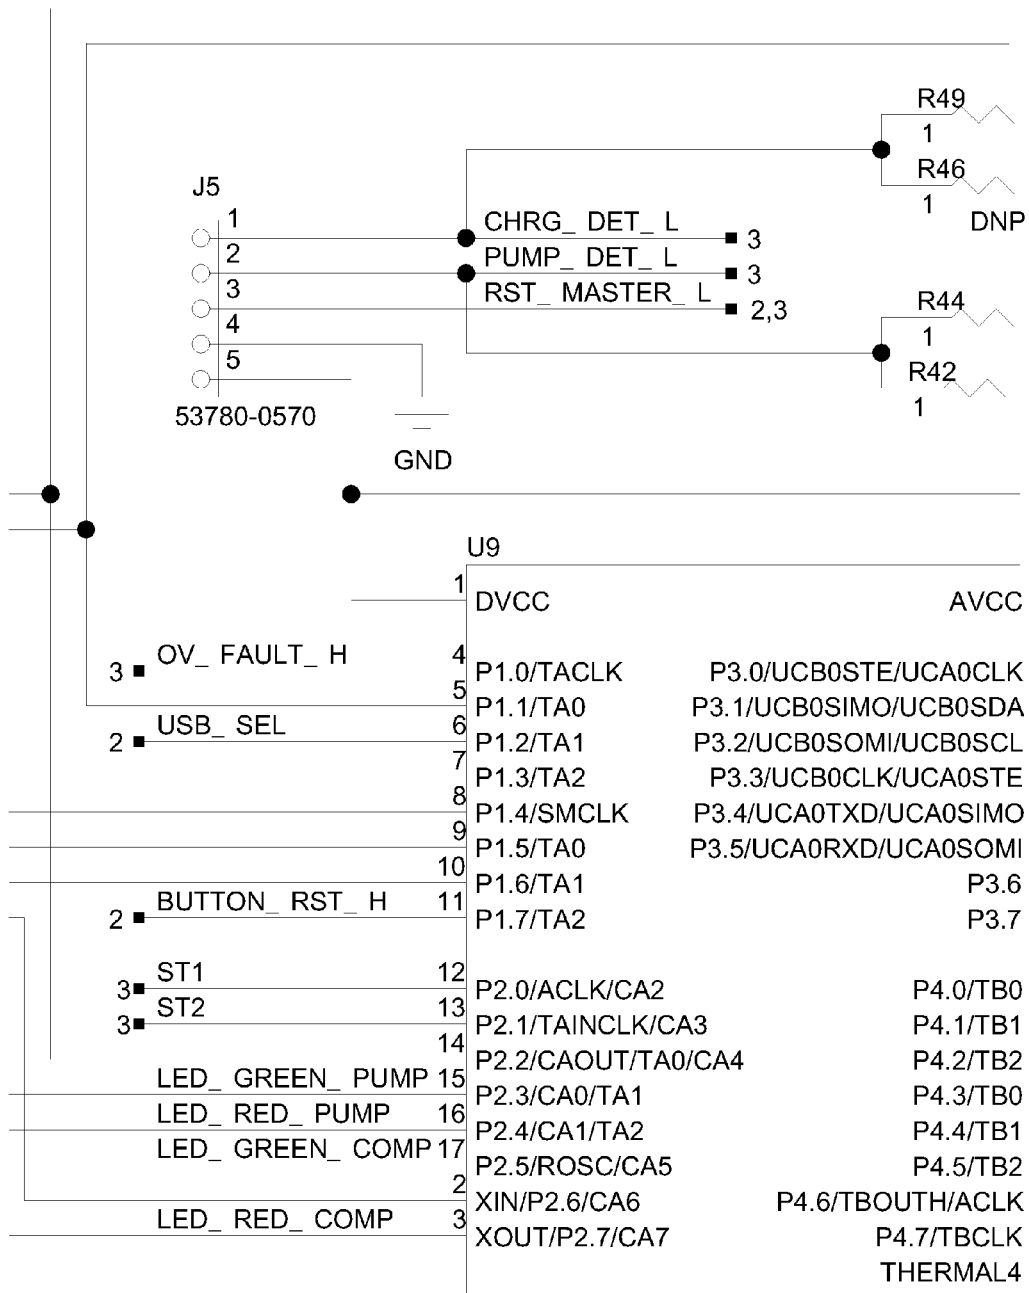 R49
1
R46
1
DNP
J5
1
CHRG_ DET_ L
3
2
PUMP_ DET_ L
3
3
RST_ MASTER_ L
2,3
4
5
R44
1
R42
1
53780-0570
GND
U9
1
DVCC AVCC
OV_ FAULT_ H 4
3
P1.0/TACLK P3.0/UCB0STE/UCA0CLK
5
P1.1/TA0 P3.1/UCB0SIMO/UCB0SDA
USB_ SEL 6
2
P1.2/TA1 P3.2/UCB0SOMI/UCB0SCL
7
P1.3/TA2 P3.3/UCB0CLK/UCA0STE
8
P1.4/SMCLK P3.4/UCA0TXD/UCA0SIMO
9
P1.5/TA0 P3.5/UCA0RXD/UCA0SOMI
10
P1.6/TA1 P3.6
BUTTON_ RST_ H 11
2
P1.7/TA2 P3.7
ST1 12
3
P2.0/ACLK/CA2 P4.0/TB0
ST2 13
3
P2.1/TAINCLK/CA3 P4.1/TB1
14
P2.2/CAOUT/TA0/CA4 P4.2/TB2
LED_ GREEN_ PUMP 15
P2.3/CA0/TA1 P4.3/TB0
LED_ RED_ PUMP 16
P2.4/CA1/TA2 P4.4/TB1
LED_ GREEN_ COMP 17
P2.5/ROSC/CA5 P4.5/TB2
2
XIN/P2.6/CA6 P4.6/TBOUTH/ACLK
LED_ RED_ COMP 3
XOUT/P2.7/CA7 P4.7/TBCLK
THERMAL4